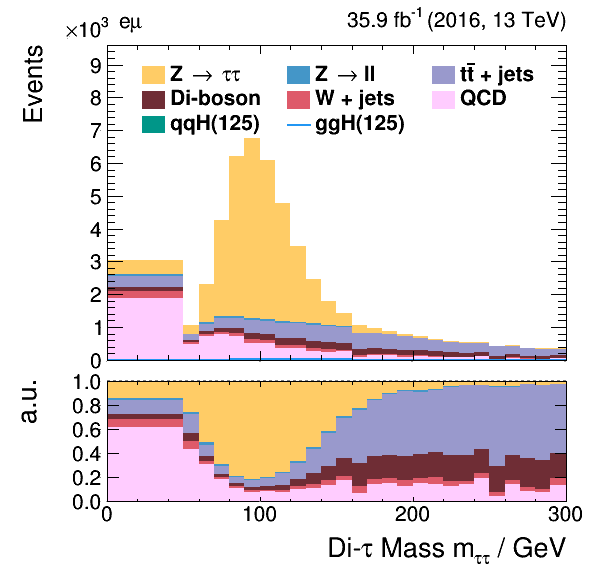 ×10³ eμ 35.9 fb⁻¹ (2016, 13 TeV)
Events
9
8
7
6
5
4
3
2
1
0
Z → ττ Z → ll tt̄ + jets
Di-boson W + jets QCD
qqH(125) ggH(125)
a.u.
1.0
0.8
0.6
0.4
0.2
0.0
0 100 200 300
Di-τ Mass m_ττ / GeV